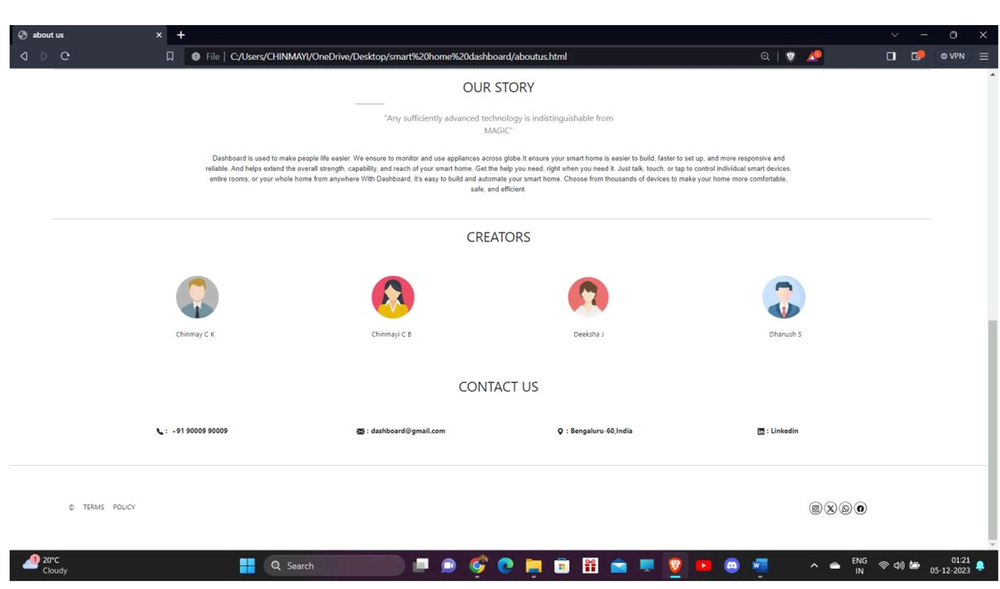 about us
File | C:/Users/CHINMAYI/OneDrive/Desktop/smart%20home%20dashboard/aboutus.html
1
VPN
OUR STORY
"Any sufficiently advanced technology is indistinguishable from
MAGIC"
Dashboard is used to make people life easier. We ensure to monitor and use appliances across globe.It ensure your smart home is easier to build, faster to set up, and more responsive and
reliable. And helps extend the overall strength, capability, and reach of your smart home. Get the help you need, right when you need it. Just talk, touch, or tap to control individual smart devices,
entire rooms, or your whole home from anywhere With Dashboard, it's easy to build and automate your smart home. Choose from thousands of devices to make your home more comfortable,
safe, and efficient.
CREATORS
Chinmay C K
Chinmayi C B
Deeksha J
Dhanush S
CONTACT US
: +91 90009 90009
: dashboard@gmail.com
: Bengaluru-60,India
in : Linkedin
© TERMS POLICY
1
20°C
Cloudy
Search
W
ENG
IN
01:21
05-12-2023